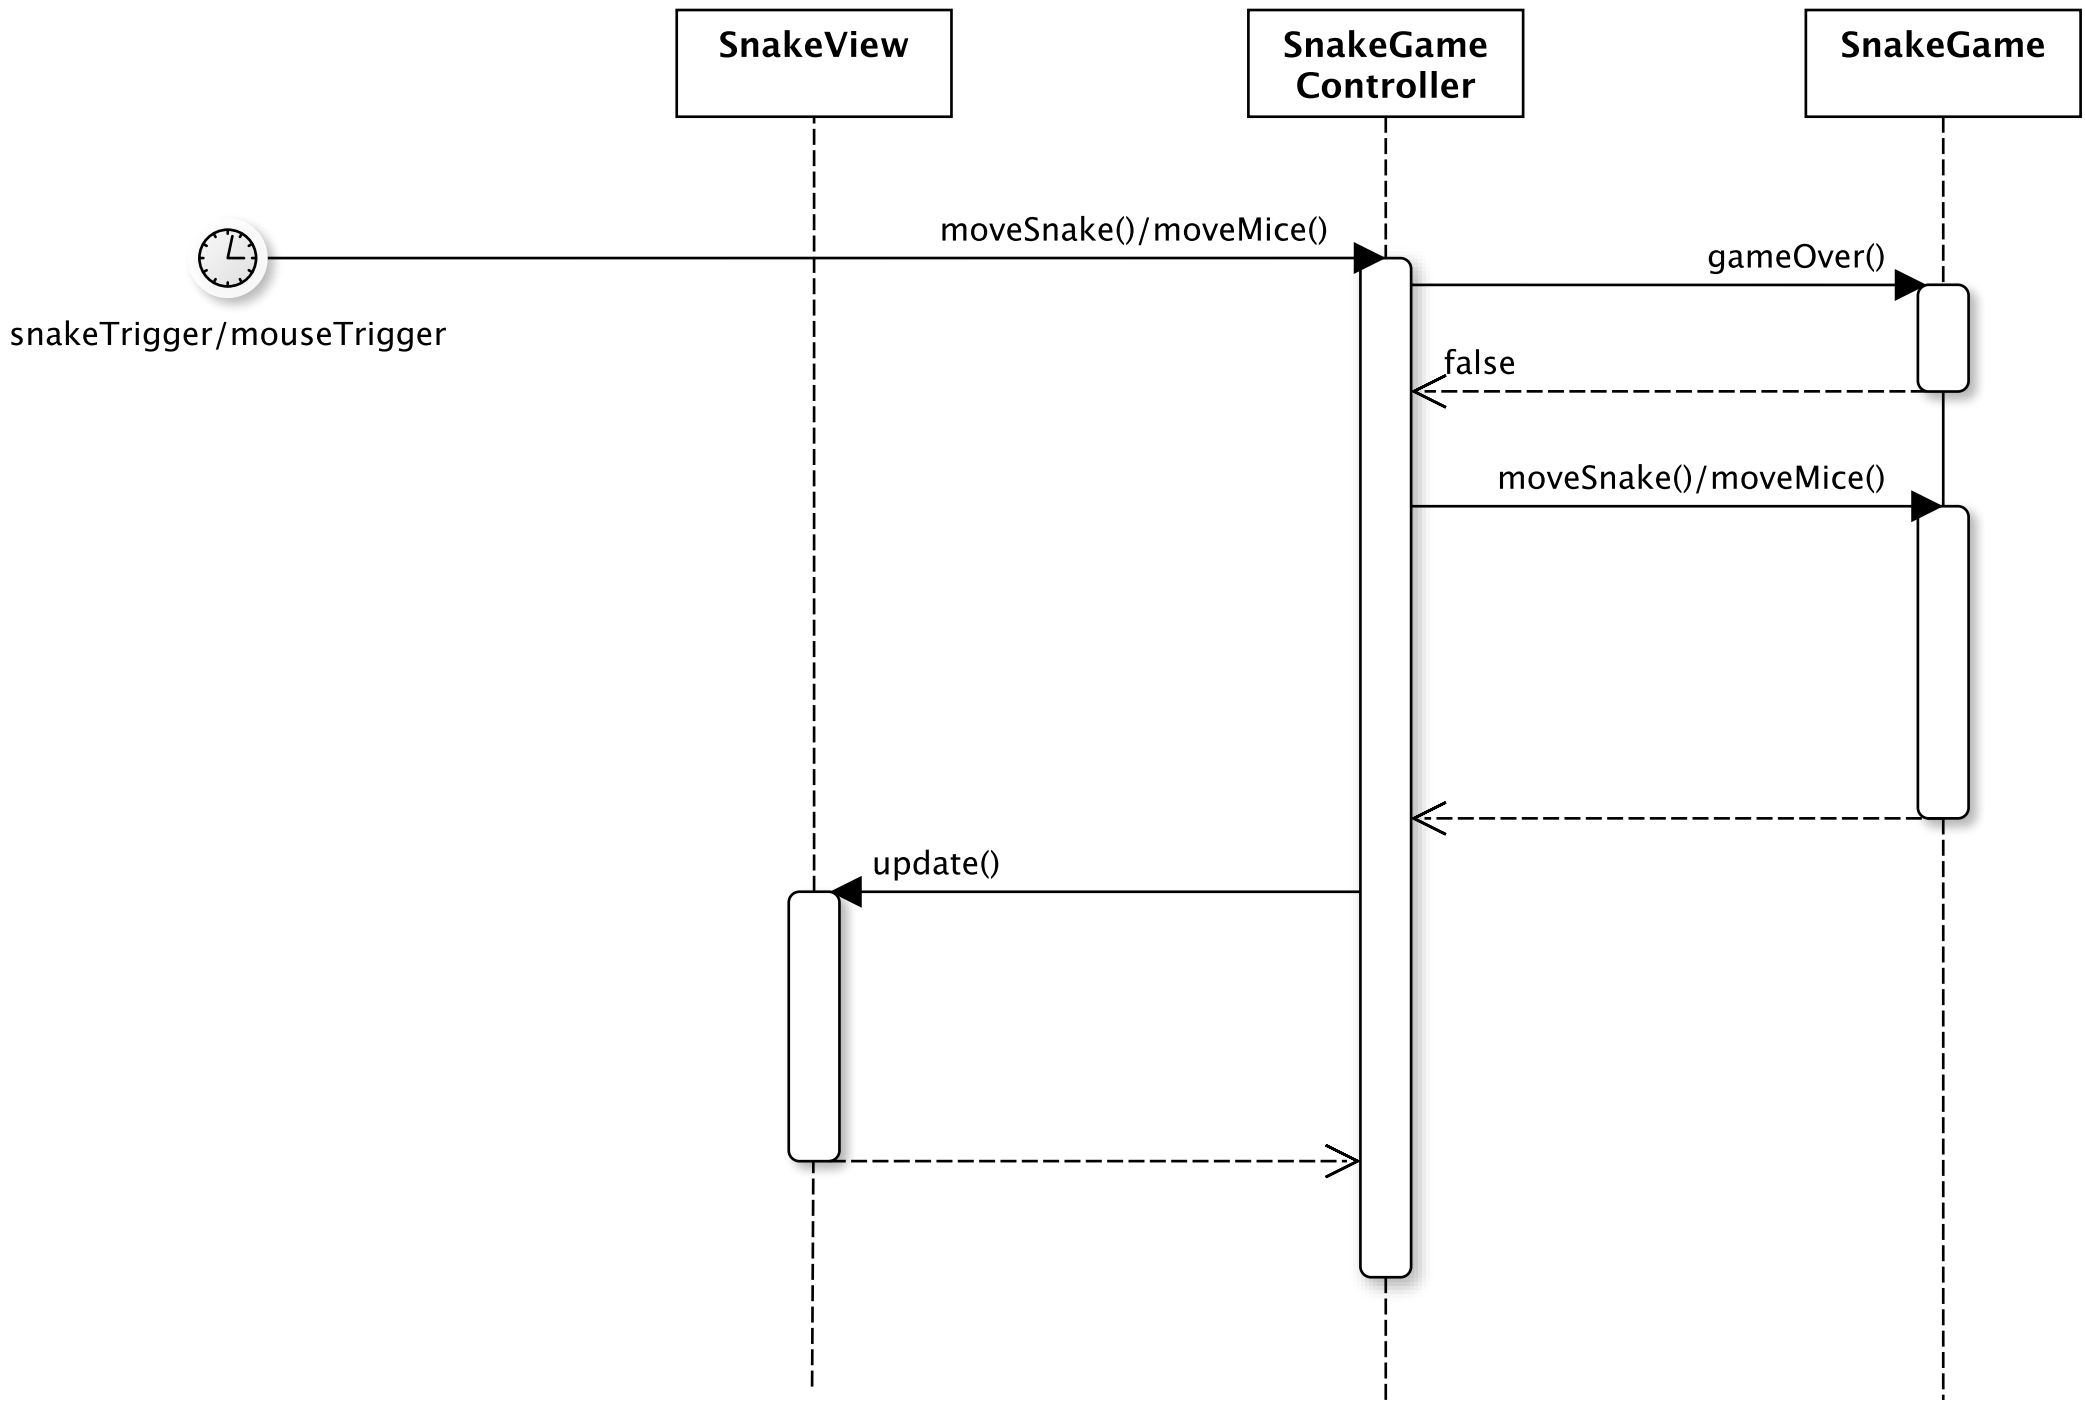 SnakeView
SnakeGame
Controller
SnakeGame
moveSnake()/moveMice()
gameOver()
snakeTrigger/mouseTrigger
false
moveSnake()/moveMice()
update()